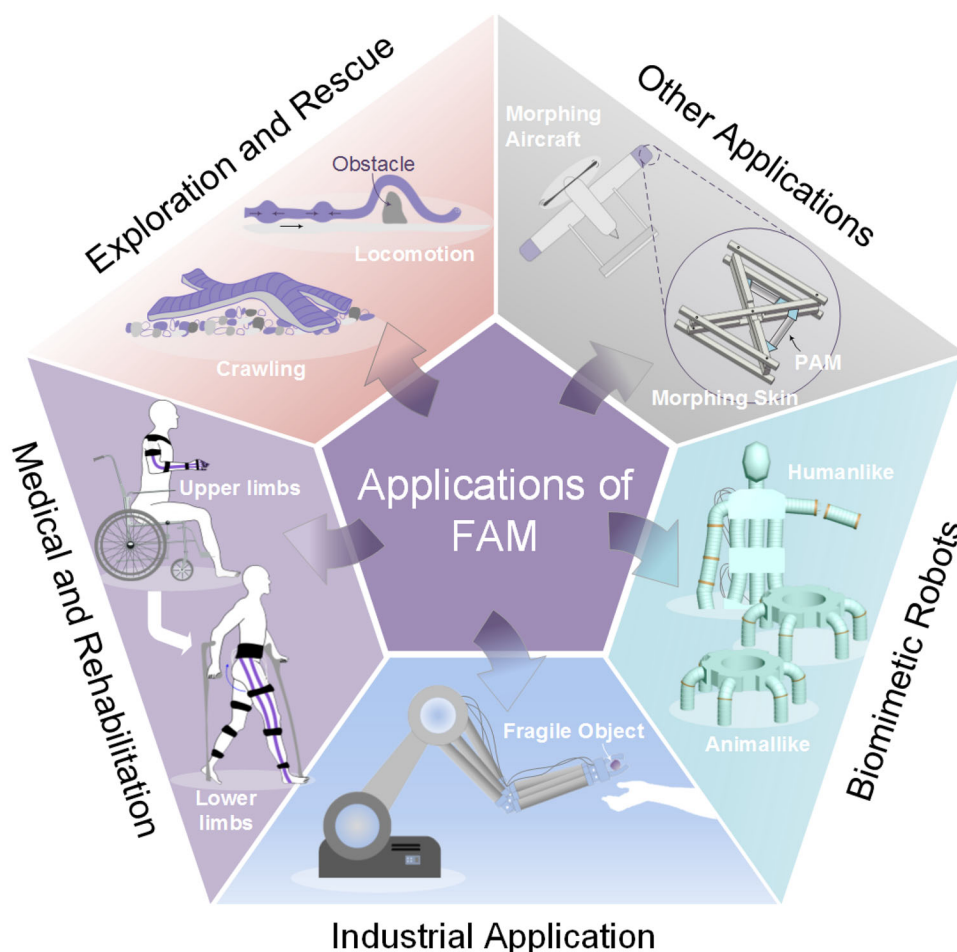 Exploration and Rescue
Obstacle
Locomotion
Crawling
Other Applications
Morphing
Aircraft
PAM
Morphing Skin
Medical and Rehabilitation
Upper limbs
Lower
limbs
Applications of
FAM
Humanlike
Animallike
Biomimetic Robots
Fragile Object
Industrial Application